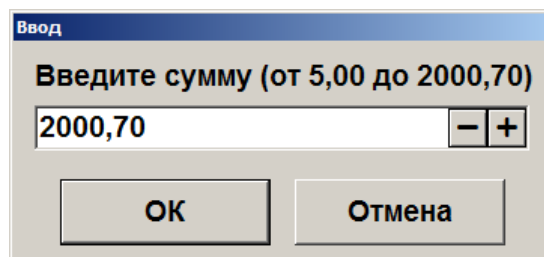 Ввод
Введите сумму (от 5,00 до 2000,70)
2000,70 − +
ОК Отмена